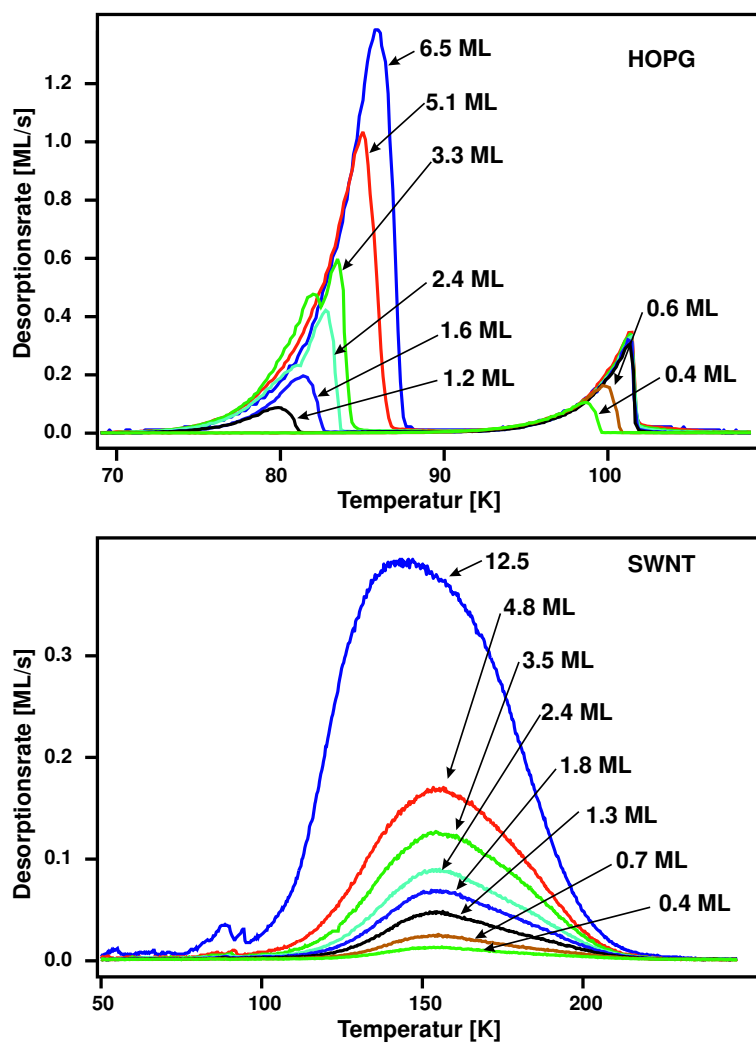 HOPG
Desorptionsrate [ML/s]
1.2
1.0
0.8
0.6
0.4
0.2
0.0
6.5 ML
5.1 ML
3.3 ML
2.4 ML
1.6 ML
1.2 ML
0.6 ML
0.4 ML
70 80 90 100
Temperatur [K]
SWNT
Desorptionsrate [ML/s]
0.3
0.2
0.1
0.0
12.5
4.8 ML
3.5 ML
2.4 ML
1.8 ML
1.3 ML
0.7 ML
0.4 ML
50 100 150 200
Temperatur [K]